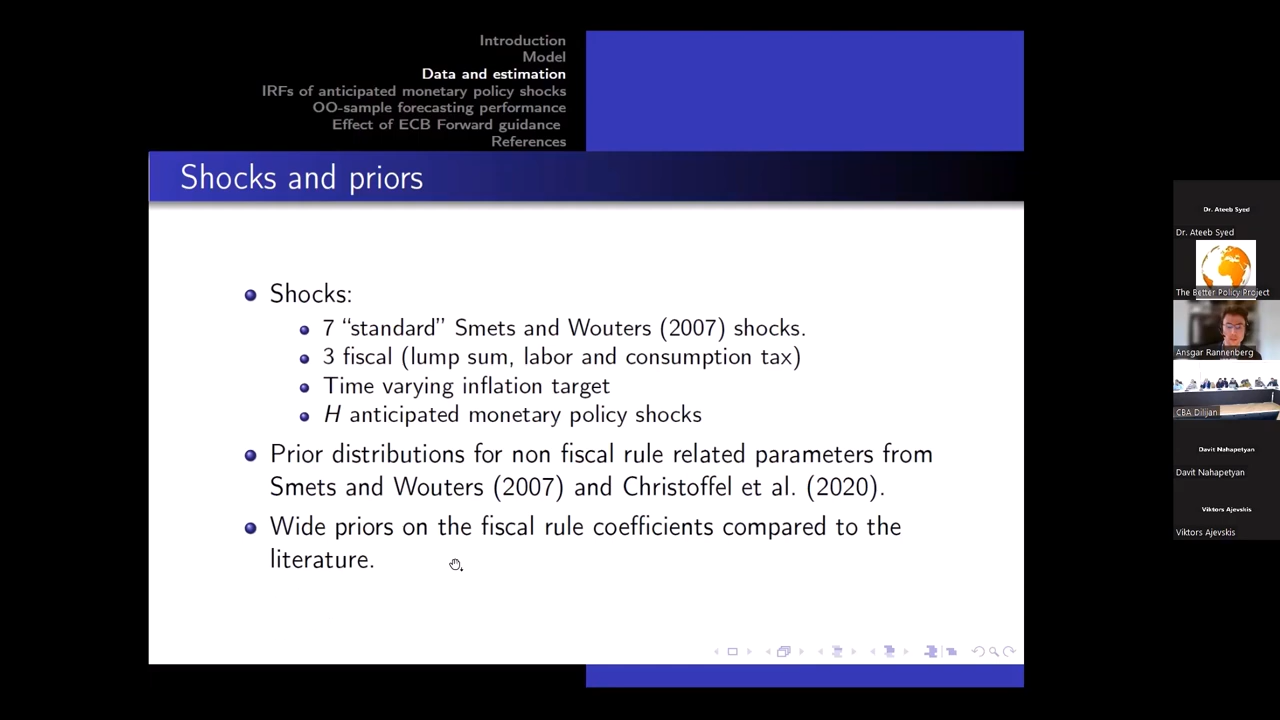 Introduction
Model
Data and estimation
IRFs of anticipated monetary policy shocks
OO-sample forecasting performance
Effect of ECB Forward guidance
References
Shocks and priors
Shocks:
7 “standard” Smets and Wouters (2007) shocks.
3 fiscal (lump sum, labor and consumption tax)
Time varying inflation target
H anticipated monetary policy shocks
Prior distributions for non fiscal rule related parameters from
Smets and Wouters (2007) and Christoffel et al. (2020).
Wide priors on the fiscal rule coefficients compared to the
literature.
Dr. Ateeb Syed
Dr. Ateeb Syed
The Better Policy Project
Ansgar Rannenberg
CBA Dilijan
Davit Nahapetyan
Davit Nahapetyan
Viktors Ajevskis
Viktors Ajevskis